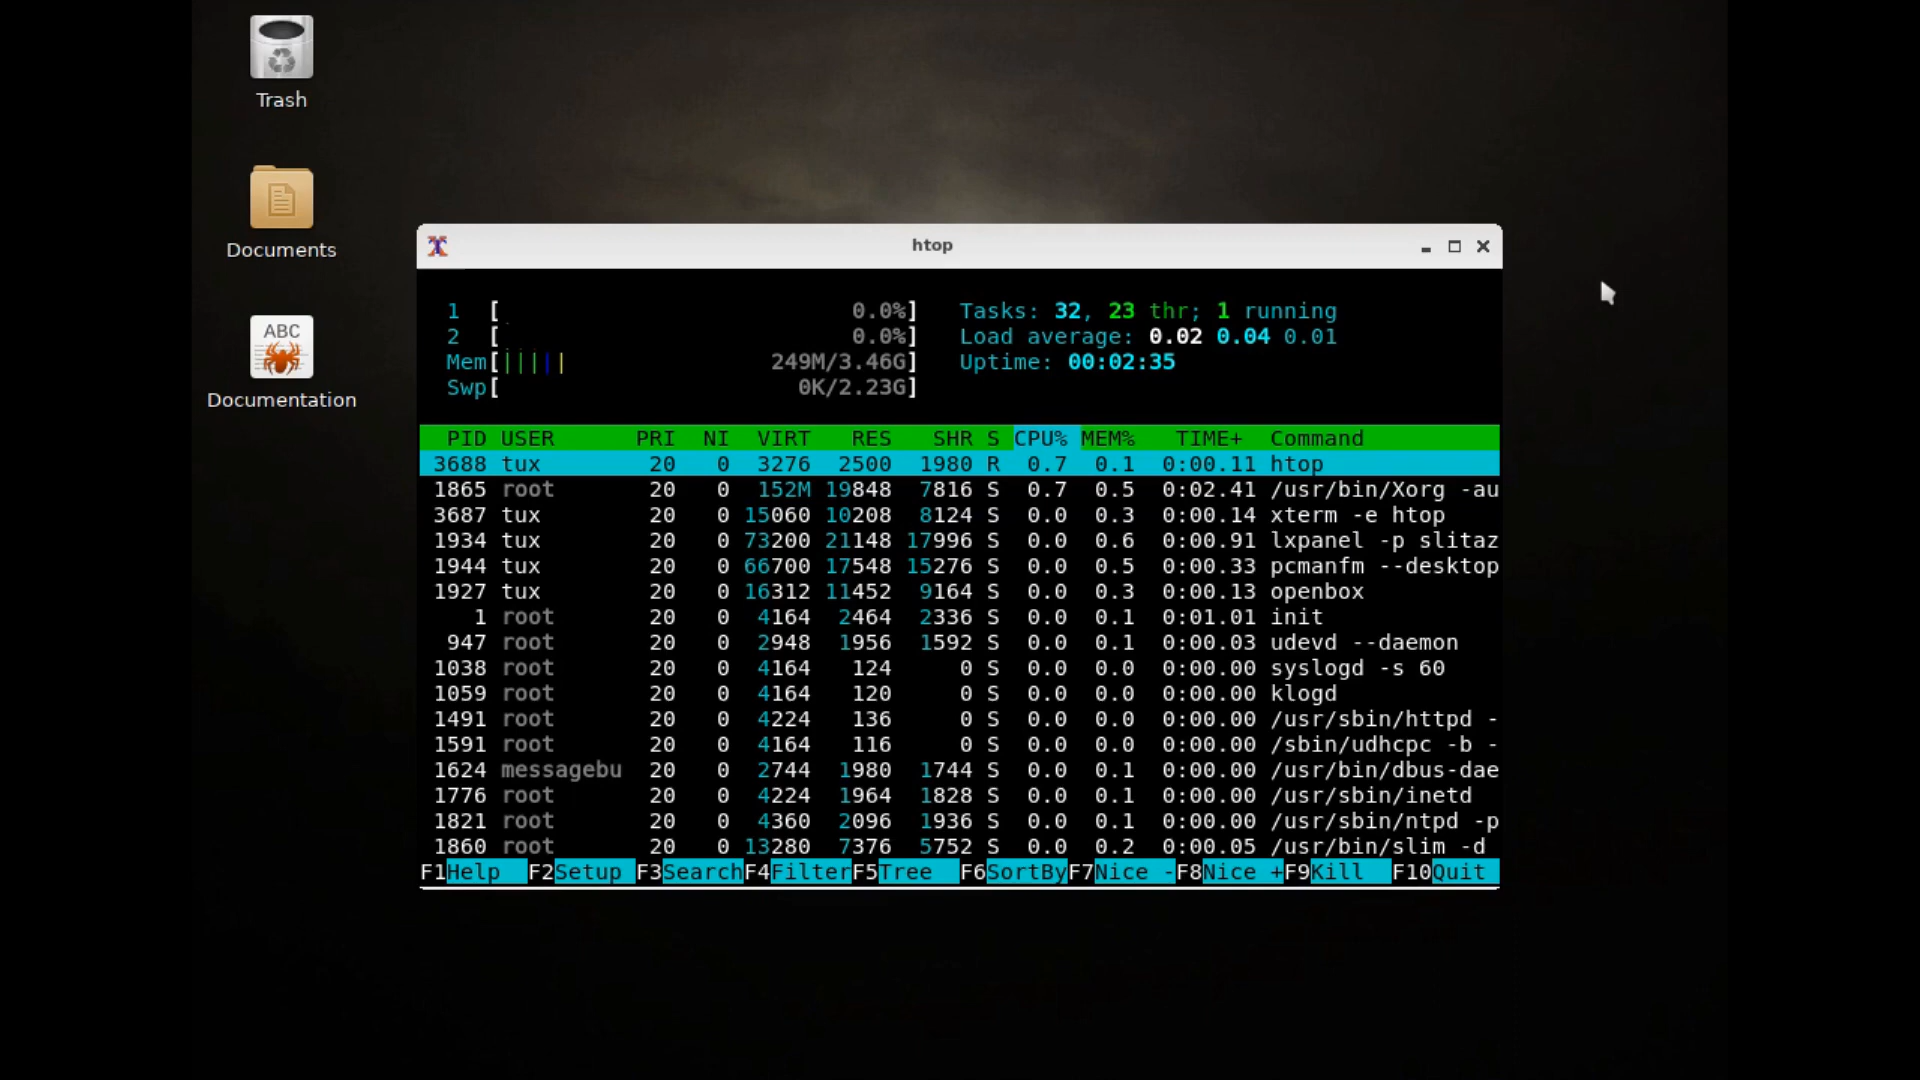 Trash
Documents
ABC
Documentation
htop
1 [ 0.0%] Tasks: 32, 23 thr; 1 running
2 [ 0.0%] Load average: 0.02 0.04 0.01
Mem[||||| 249M/3.46G] Uptime: 00:02:35
Swp[ 0K/2.23G]
PID USER PRI NI VIRT RES SHR S CPU% MEM% TIME+ Command
3688 tux 20 0 3276 2500 1980 R 0.7 0.1 0:00.11 htop
1865 root 20 0 152M 19848 7816 S 0.7 0.5 0:02.41 /usr/bin/Xorg -au
3687 tux 20 0 15060 10208 8124 S 0.0 0.3 0:00.14 xterm -e htop
1934 tux 20 0 73200 21148 17996 S 0.0 0.6 0:00.91 lxpanel -p slitaz
1944 tux 20 0 66700 17548 15276 S 0.0 0.5 0:00.33 pcmanfm --desktop
1927 tux 20 0 16312 11452 9164 S 0.0 0.3 0:00.13 openbox
1 root 20 0 4164 2464 2336 S 0.0 0.1 0:01.01 init
947 root 20 0 2948 1956 1592 S 0.0 0.1 0:00.03 udevd --daemon
1038 root 20 0 4164 124 0 S 0.0 0.0 0:00.00 syslogd -s 60
1059 root 20 0 4164 120 0 S 0.0 0.0 0:00.00 klogd
1491 root 20 0 4224 136 0 S 0.0 0.0 0:00.00 /usr/sbin/httpd -
1591 root 20 0 4164 116 0 S 0.0 0.0 0:00.00 /sbin/udhcpc -b -
1624 messagebu 20 0 2744 1980 1744 S 0.0 0.1 0:00.00 /usr/bin/dbus-dae
1776 root 20 0 4224 1964 1828 S 0.0 0.1 0:00.00 /usr/sbin/inetd
1821 root 20 0 4360 2096 1936 S 0.0 0.1 0:00.00 /usr/sbin/ntpd -p
1860 root 20 0 13280 7376 5752 S 0.0 0.2 0:00.05 /usr/bin/slim -d
F1Help F2Setup F3SearchF4FilterF5Tree F6SortByF7Nice -F8Nice +F9Kill F10Quit